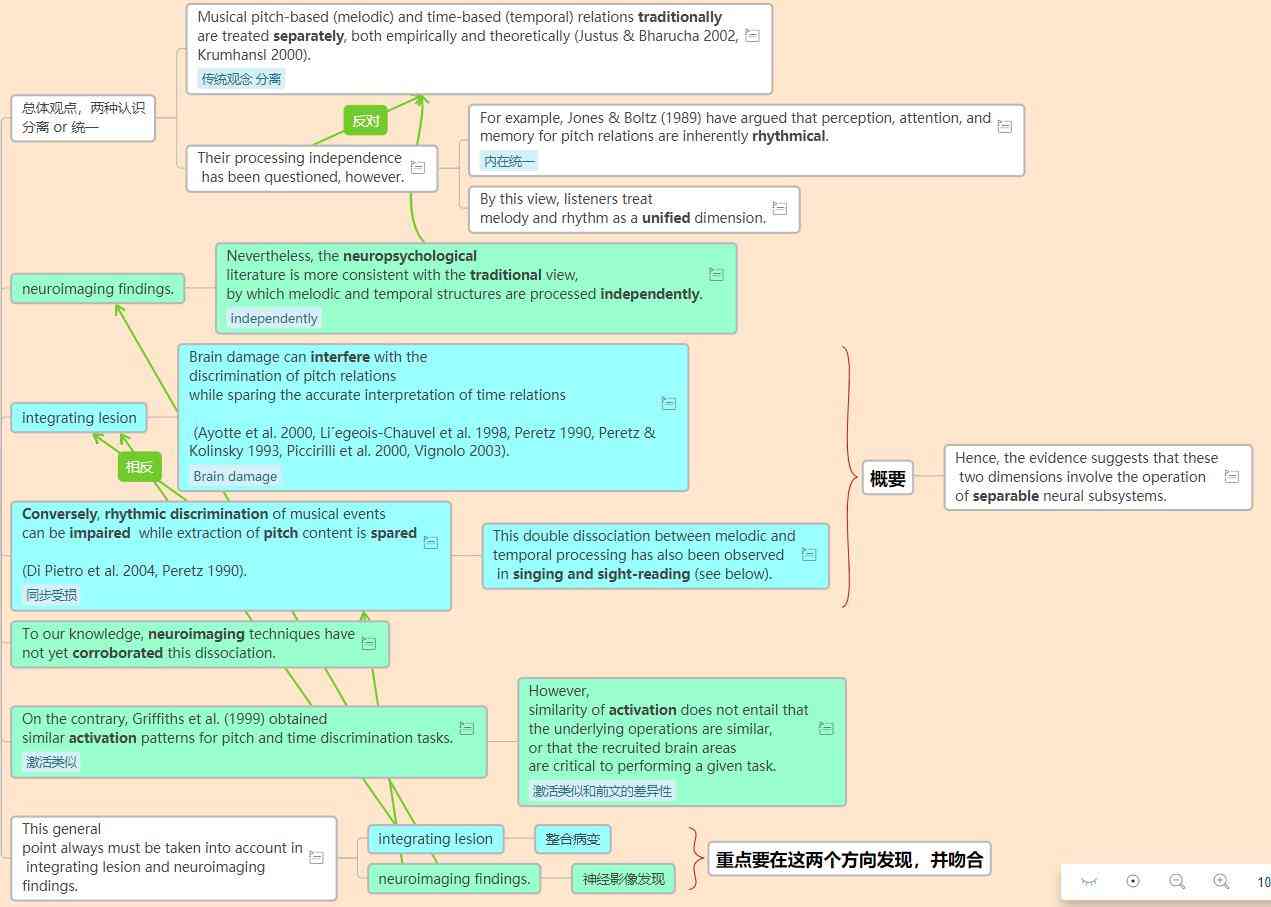 Musical pitch-based (melodic) and time-based (temporal) relations traditionally
are treated separately, both empirically and theoretically (Justus & Bharucha 2002,
Krumhansl 2000).
传统观念 分离
总体观点，两种认识
分离 or 统一
反对
Their processing independence
has been questioned, however.
For example, Jones & Boltz (1989) have argued that perception, attention, and
memory for pitch relations are inherently rhythmical.
内在统一
By this view, listeners treat
melody and rhythm as a unified dimension.
neuroimaging findings.
Nevertheless, the neuropsychological
literature is more consistent with the traditional view,
by which melodic and temporal structures are processed independently.
independently
integrating lesion
Brain damage can interfere with the
discrimination of pitch relations
while sparing the accurate interpretation of time relations
(Ayotte et al. 2000, Li´egeois-Chauvel et al. 1998, Peretz 1990, Peretz &
Kolinsky 1993, Piccirilli et al. 2000, Vignolo 2003).
Brain damage
相反
Conversely, rhythmic discrimination of musical events
can be impaired while extraction of pitch content is spared
(Di Pietro et al. 2004, Peretz 1990).
同步受损
This double dissociation between melodic and
temporal processing has also been observed
in singing and sight-reading (see below).
概要
Hence, the evidence suggests that these
two dimensions involve the operation
of separable neural subsystems.
To our knowledge, neuroimaging techniques have
not yet corroborated this dissociation.
On the contrary, Griffiths et al. (1999) obtained
similar activation patterns for pitch and time discrimination tasks.
激活类似
However,
similarity of activation does not entail that
the underlying operations are similar,
or that the recruited brain areas
are critical to performing a given task.
激活类似和前文的差异性
This general
point always must be taken into account in
integrating lesion and neuroimaging
findings.
integrating lesion
整合病变
neuroimaging findings.
神经影像发现
重点要在这两个方向发现，并吻合
10